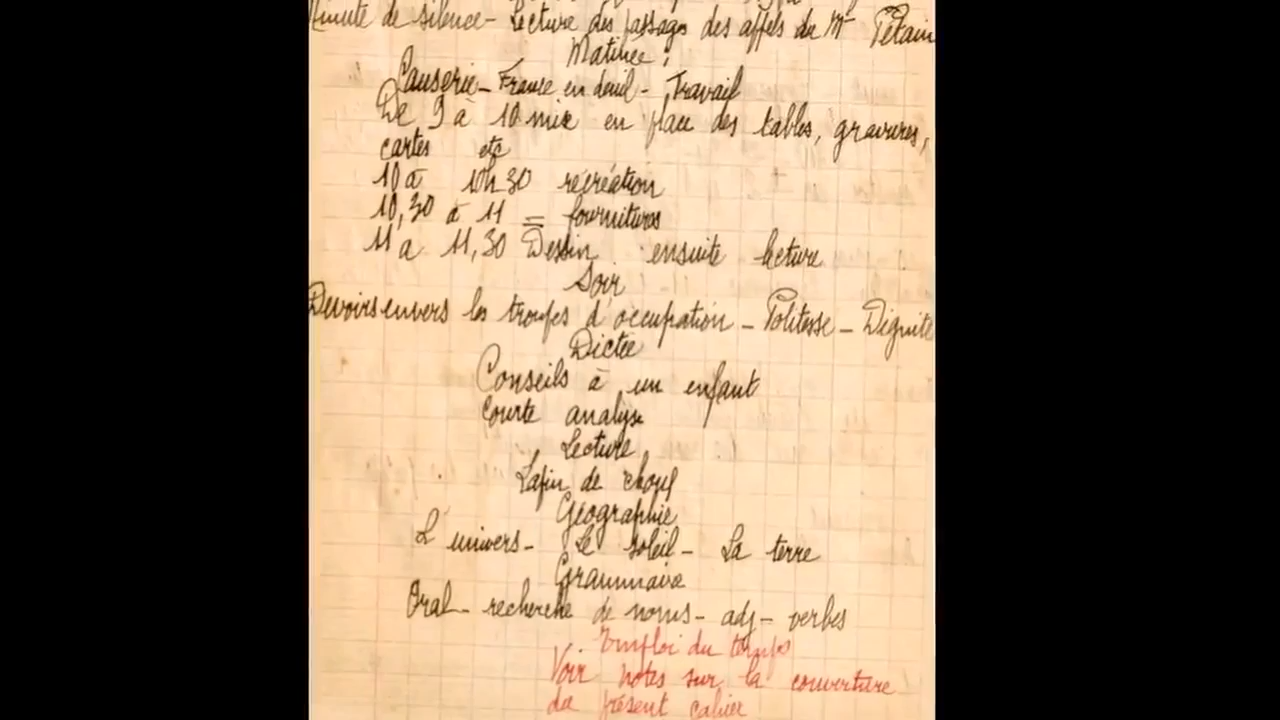 Minute de silence - Lecture des passages des appels du Mal Pétain
Matinée :
Causerie - France en deuil - Travail
De 9 à 10 mise en place des tables, gravures,
cartes etc
10 à 10h30 récréation
10,30 à 11 = fournitures
11 à 11,30 Dessin ensuite lecture
Soir
Devoirs envers les troupes d'occupation - Politesse - Dignité
Dictée
Conseils à un enfant
Courte analyse
Lecture
Lapin de
Géographie
L'univers - Le soleil - La terre
Grammaire
Oral - recherche de noms - adj - verbes
Emploi du temps
Voir notes sur la couverture
du présent cahier